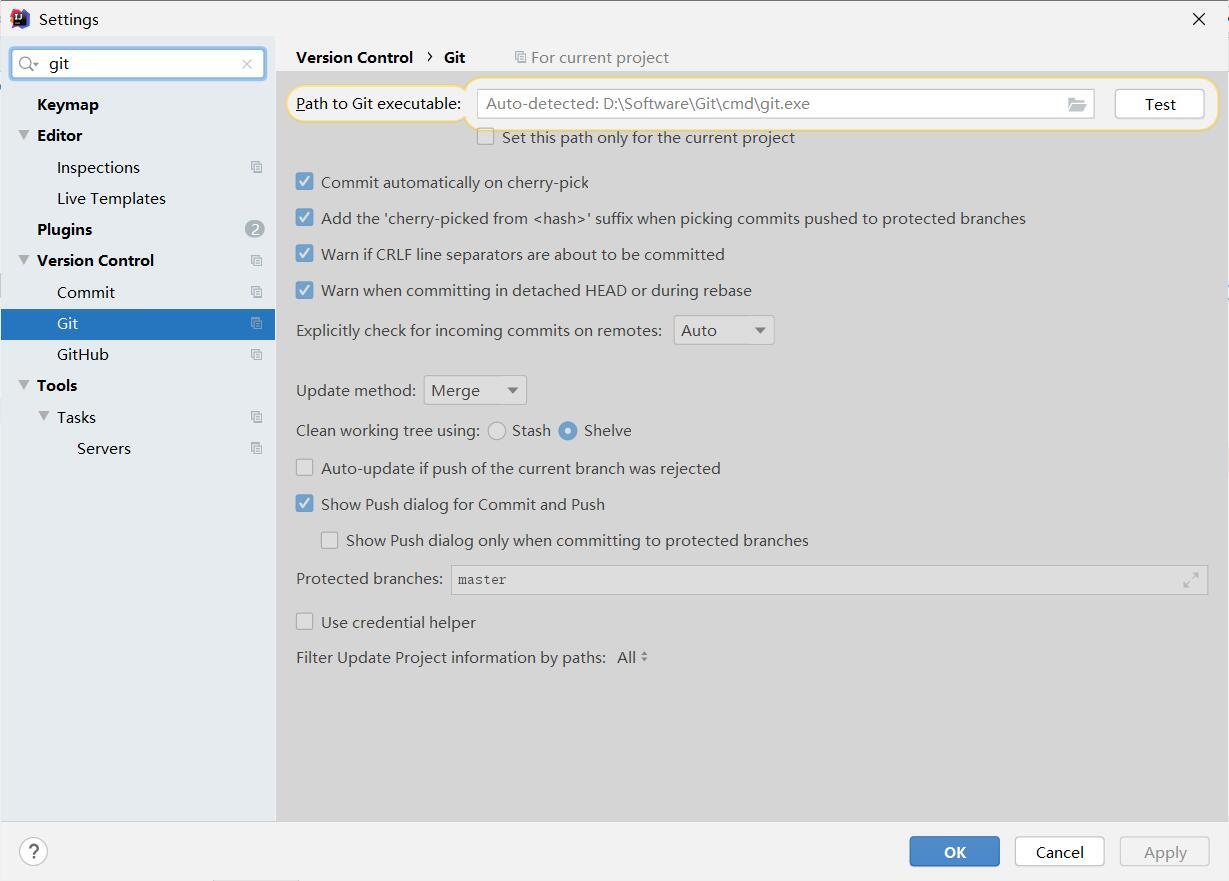 Settings
git
Keymap
Editor
Inspections
Live Templates
Plugins 2
Version Control
Commit
Git
GitHub
Tools
Tasks
Servers
Version Control › Git For current project
Path to Git executable: Auto-detected: D:\Software\Git\cmd\git.exe Test
Set this path only for the current project
Commit automatically on cherry-pick
Add the 'cherry-picked from <hash>' suffix when picking commits pushed to protected branches
Warn if CRLF line separators are about to be committed
Warn when committing in detached HEAD or during rebase
Explicitly check for incoming commits on remotes: Auto
Update method: Merge
Clean working tree using: Stash Shelve
Auto-update if push of the current branch was rejected
Show Push dialog for Commit and Push
Show Push dialog only when committing to protected branches
Protected branches: master
Use credential helper
Filter Update Project information by paths: All
? OK Cancel Apply